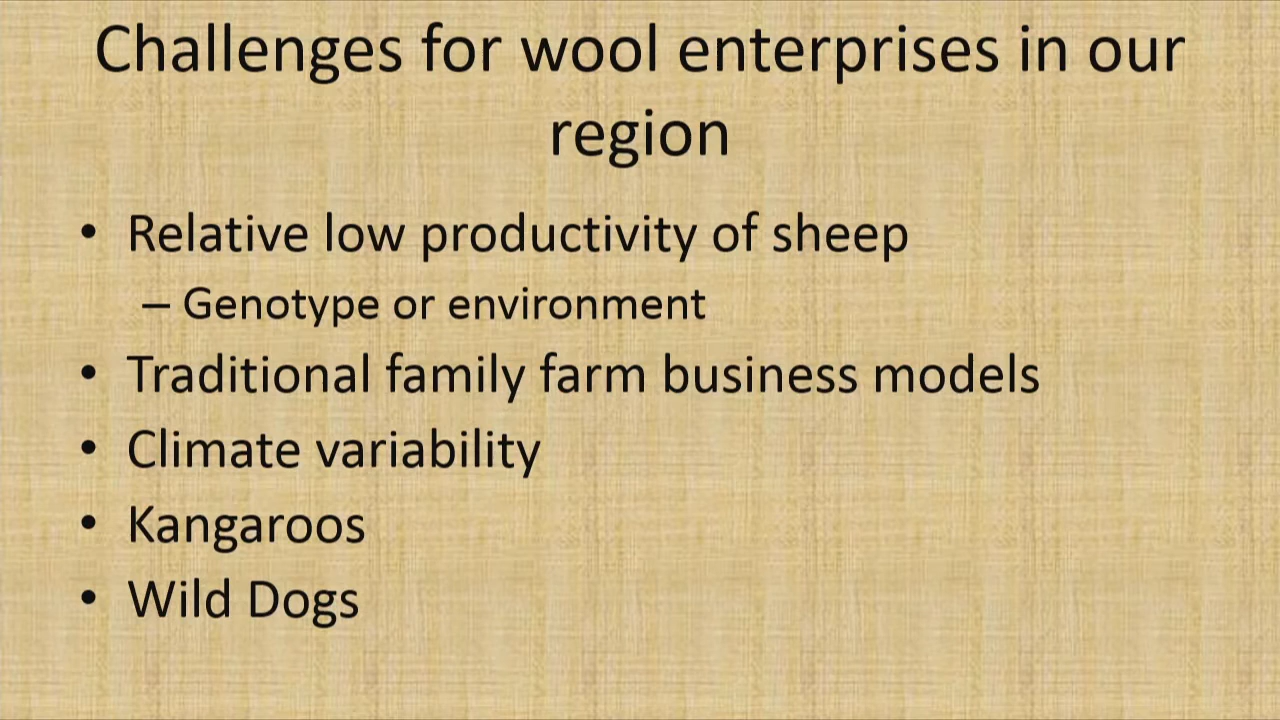 Challenges for wool enterprises in our
region
• Relative low productivity of sheep
– Genotype or environment
• Traditional family farm business models
• Climate variability
• Kangaroos
• Wild Dogs